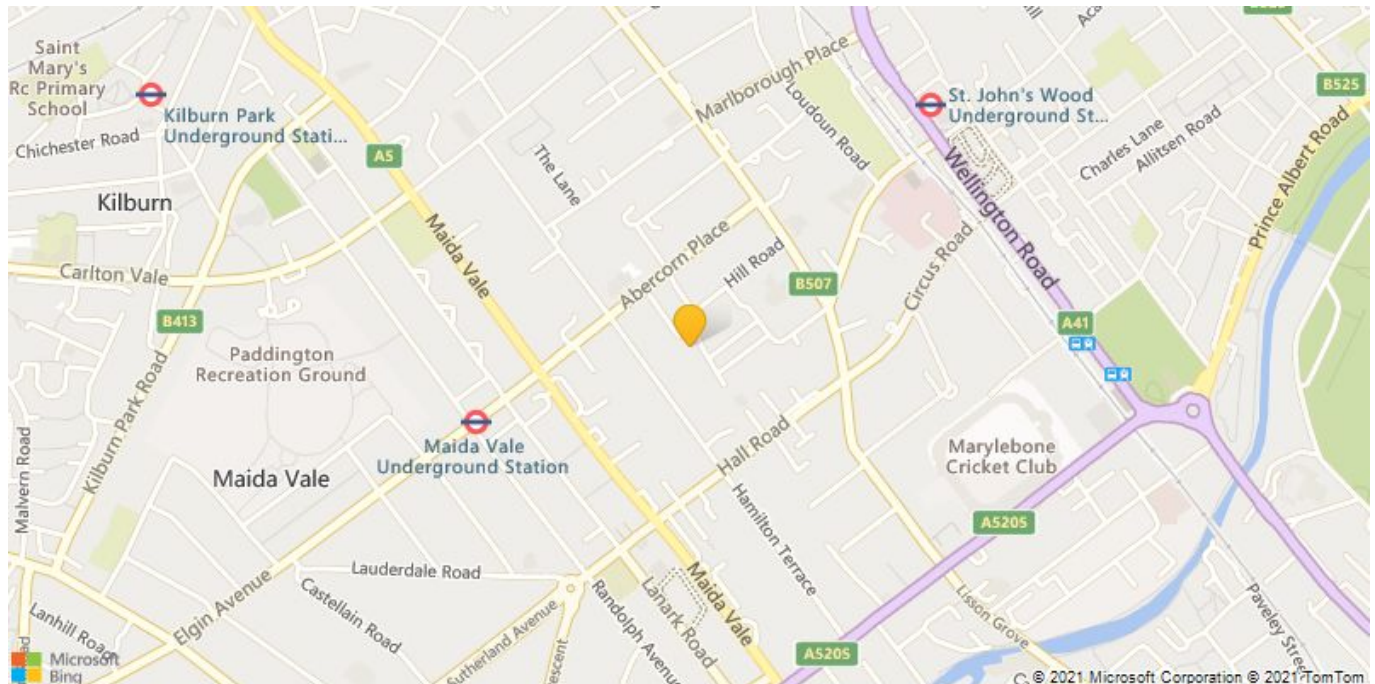 Saint
Mary's
Rc Primary
School
Kilburn Park
Underground Stati...
Chichester Road
A5
Kilburn
Carlton Vale
B413
Paddington
Recreation Ground
Kilburn Park Road
Malvern Road
Maida Vale
Maida Vale
Underground Station
Maida Vale
The Lane
Abercorn Place
Hill Road
Marlborough Place
Loudoun Road
St. John's Wood
Underground St...
B525
Charles Lane
Allitsen Road
Prince Albert Road
Wellington Road
Circus Road
B507
A41
Hall Road
Marylebone
Cricket Club
A5205
Hamilton Terrace
Lauderdale Road
Castellain Road
Elgin Avenue
Lanhill Road
Sutherland Avenue
Randolph Avenue
Lanark Road
Maida Vale
A5205
Lisson Grove
Paveley Street
Microsoft
Bing
© 2021 Microsoft Corporation © 2021 TomTom